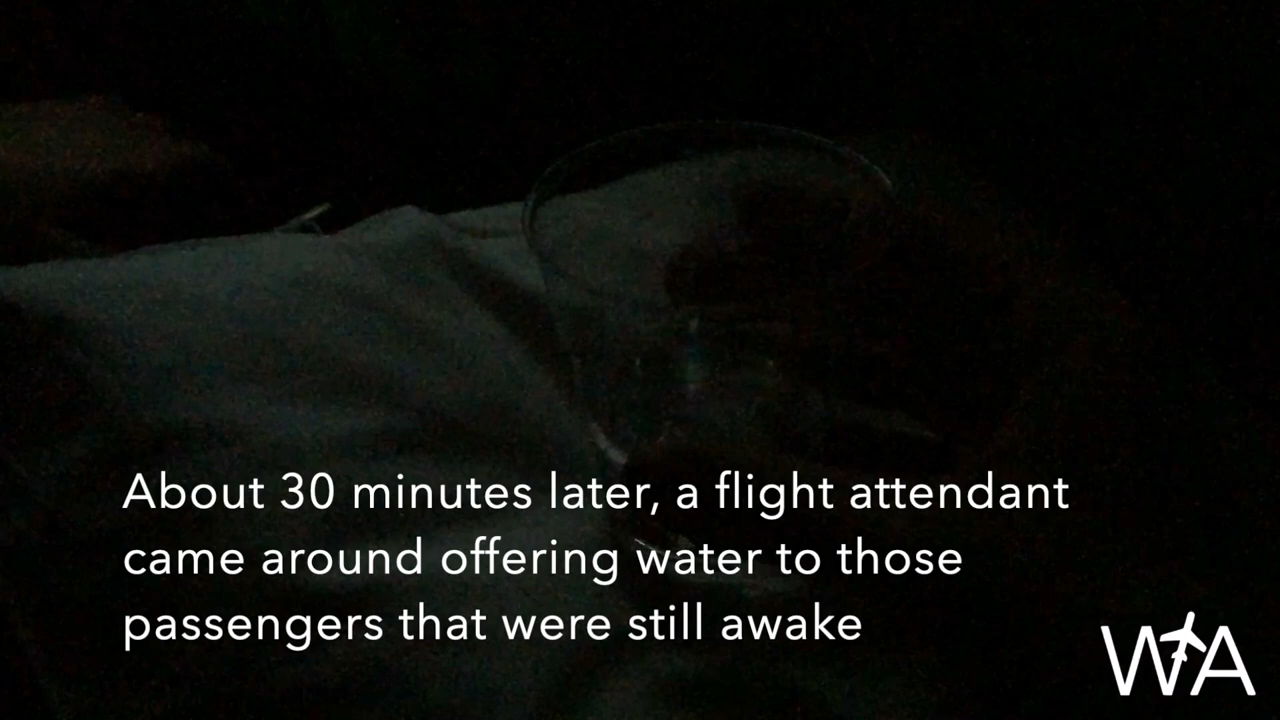 About 30 minutes later, a flight attendant
came around offering water to those
passengers that were still awake
WA